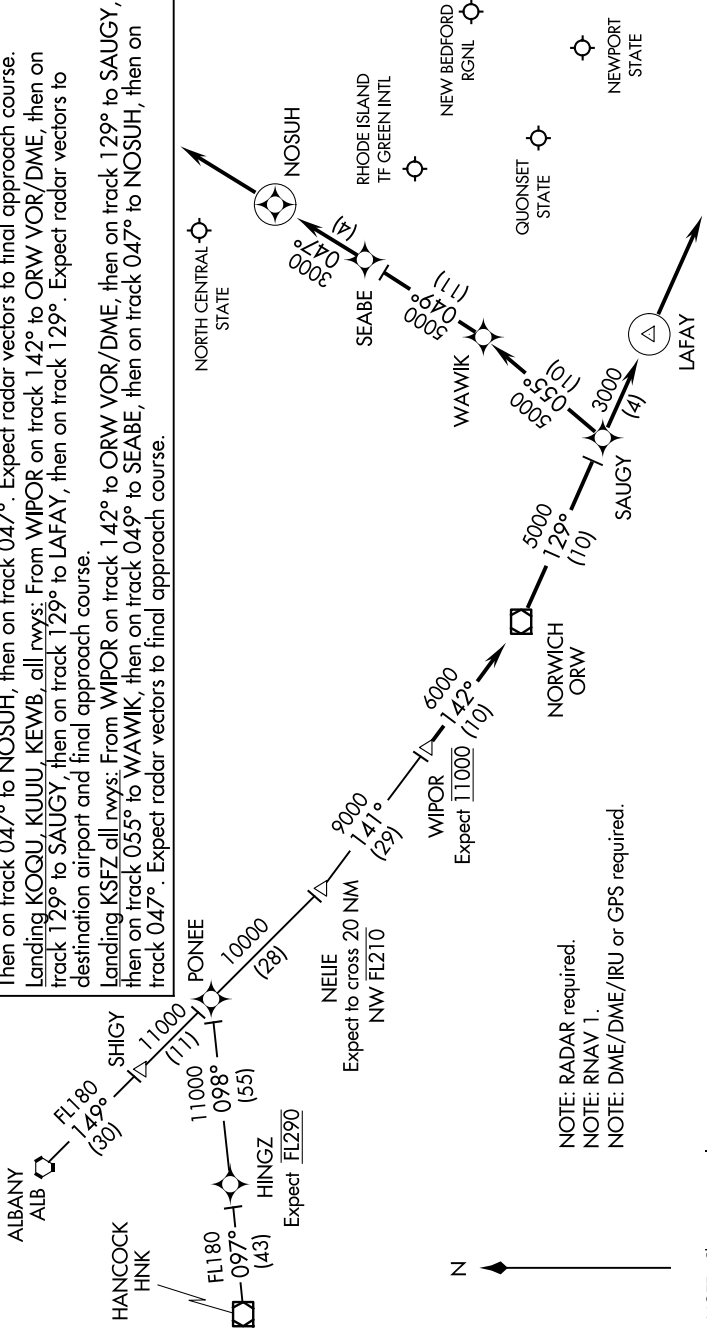 then on track 047° to NOSUH, then on track 047°. Expect radar vectors to final approach course.
Landing KOQU, KUUU, KEWB, all rwys: From WIPOR on track 142° to ORW VOR/DME, then on
track 129° to SAUGY, then on track 129° to LAFAY, then on track 129°. Expect radar vectors to
destination airport and final approach course.
Landing KSFZ all rwys: From WIPOR on track 142° to ORW VOR/DME, then on track 129° to SAUGY,
then on track 055° to WAWIK, then on track 049° to SEABE, then on track 047° to NOSUH, then on
track 047°. Expect radar vectors to final approach course.
ALBANY
ALB
FL180
149°
(30)
SHIGY
11000
(11)
PONEE
HANCOCK
HNK
FL180
097°
(43)
HINGZ
Expect FL290
11000
098°
(55)
10000
(28)
NELIE
Expect to cross 20 NM
NW FL210
9000
141°
(29)
WIPOR
Expect 11000
6000
142°
(10)
NORWICH
ORW
5000
129°
(10)
SAUGY
3000
(4)
LAFAY
5000
055°
(10)
WAWIK
5000
049°
(11)
SEABE
3000
047°
(4)
NOSUH
NORTH CENTRAL
STATE
RHODE ISLAND
TF GREEN INTL
NEW BEDFORD
RGNL
QUONSET
STATE
NEWPORT
STATE
NOTE: RADAR required.
NOTE: RNAV 1.
NOTE: DME/DME/IRU or GPS required.
N